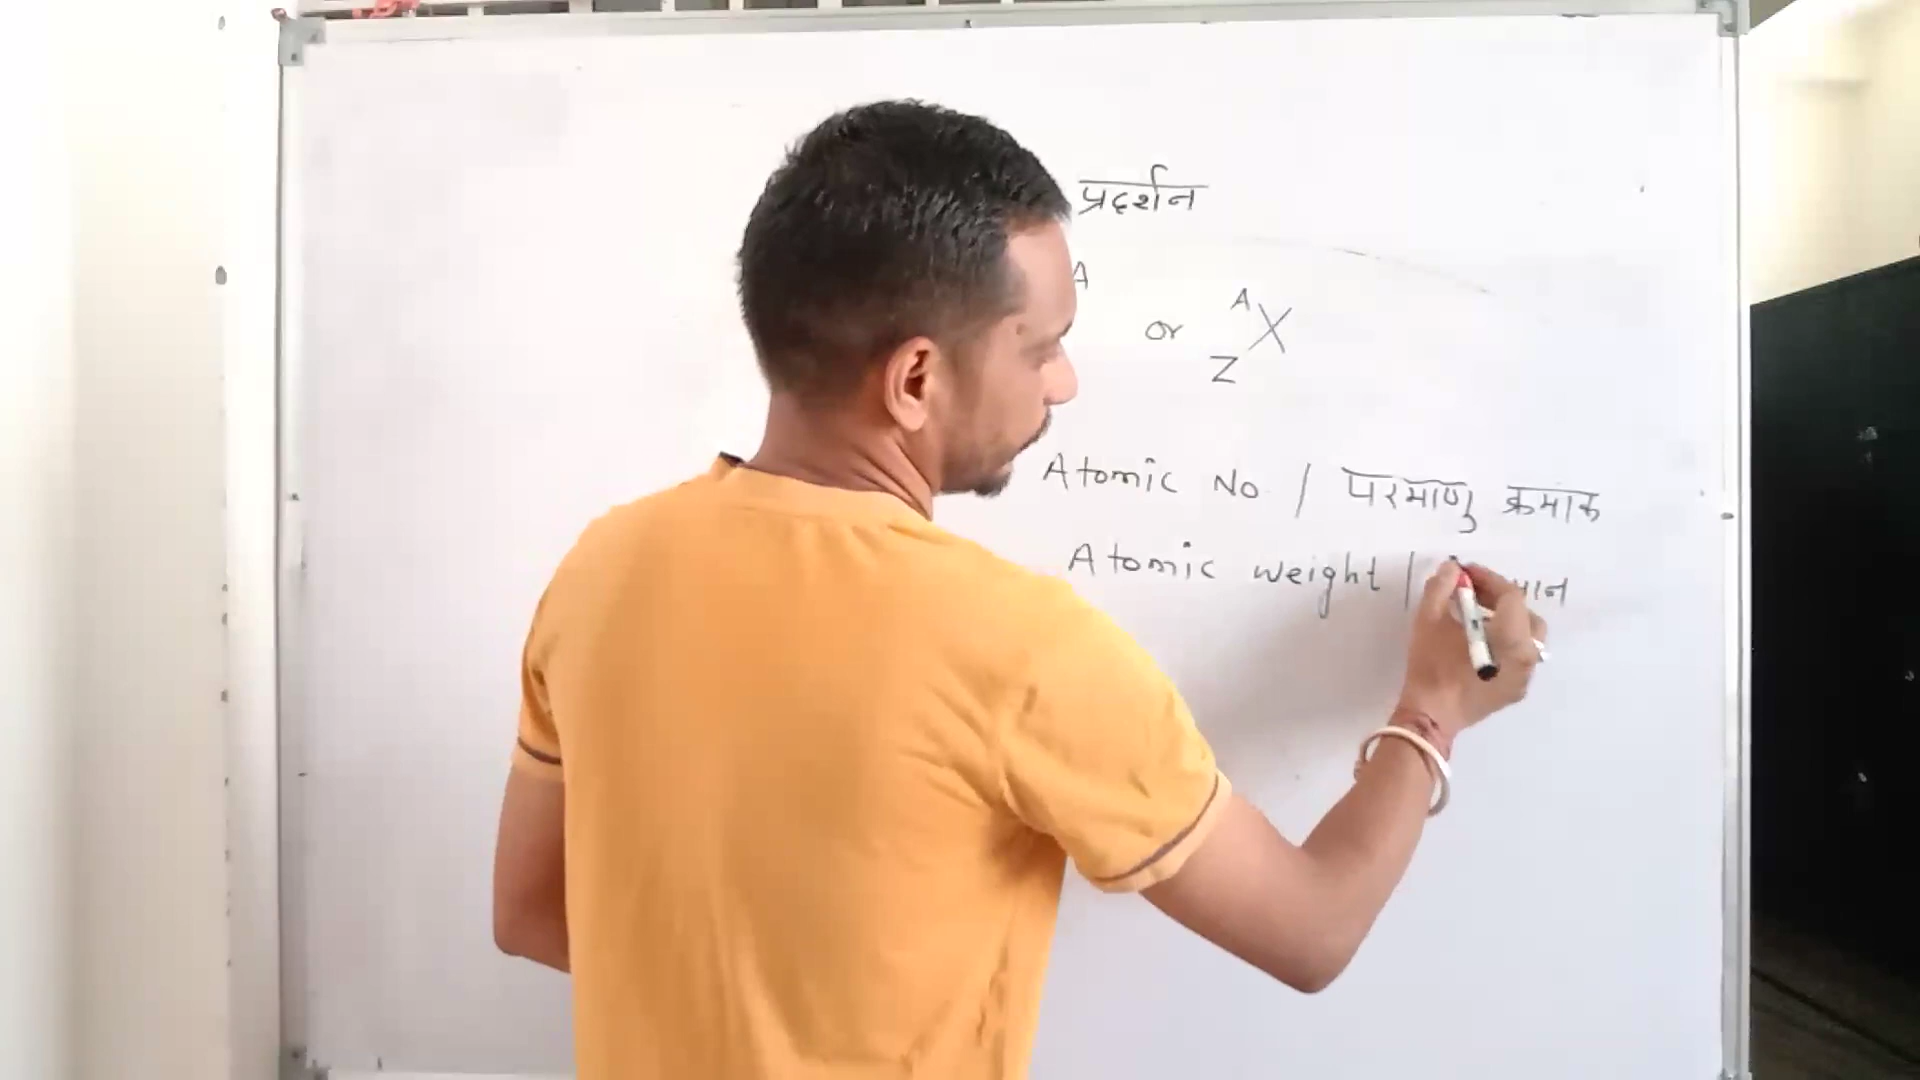 प्रदर्शन
A
or A X
Z
Atomic No / परमाणु क्रमाक
Atomic weight |